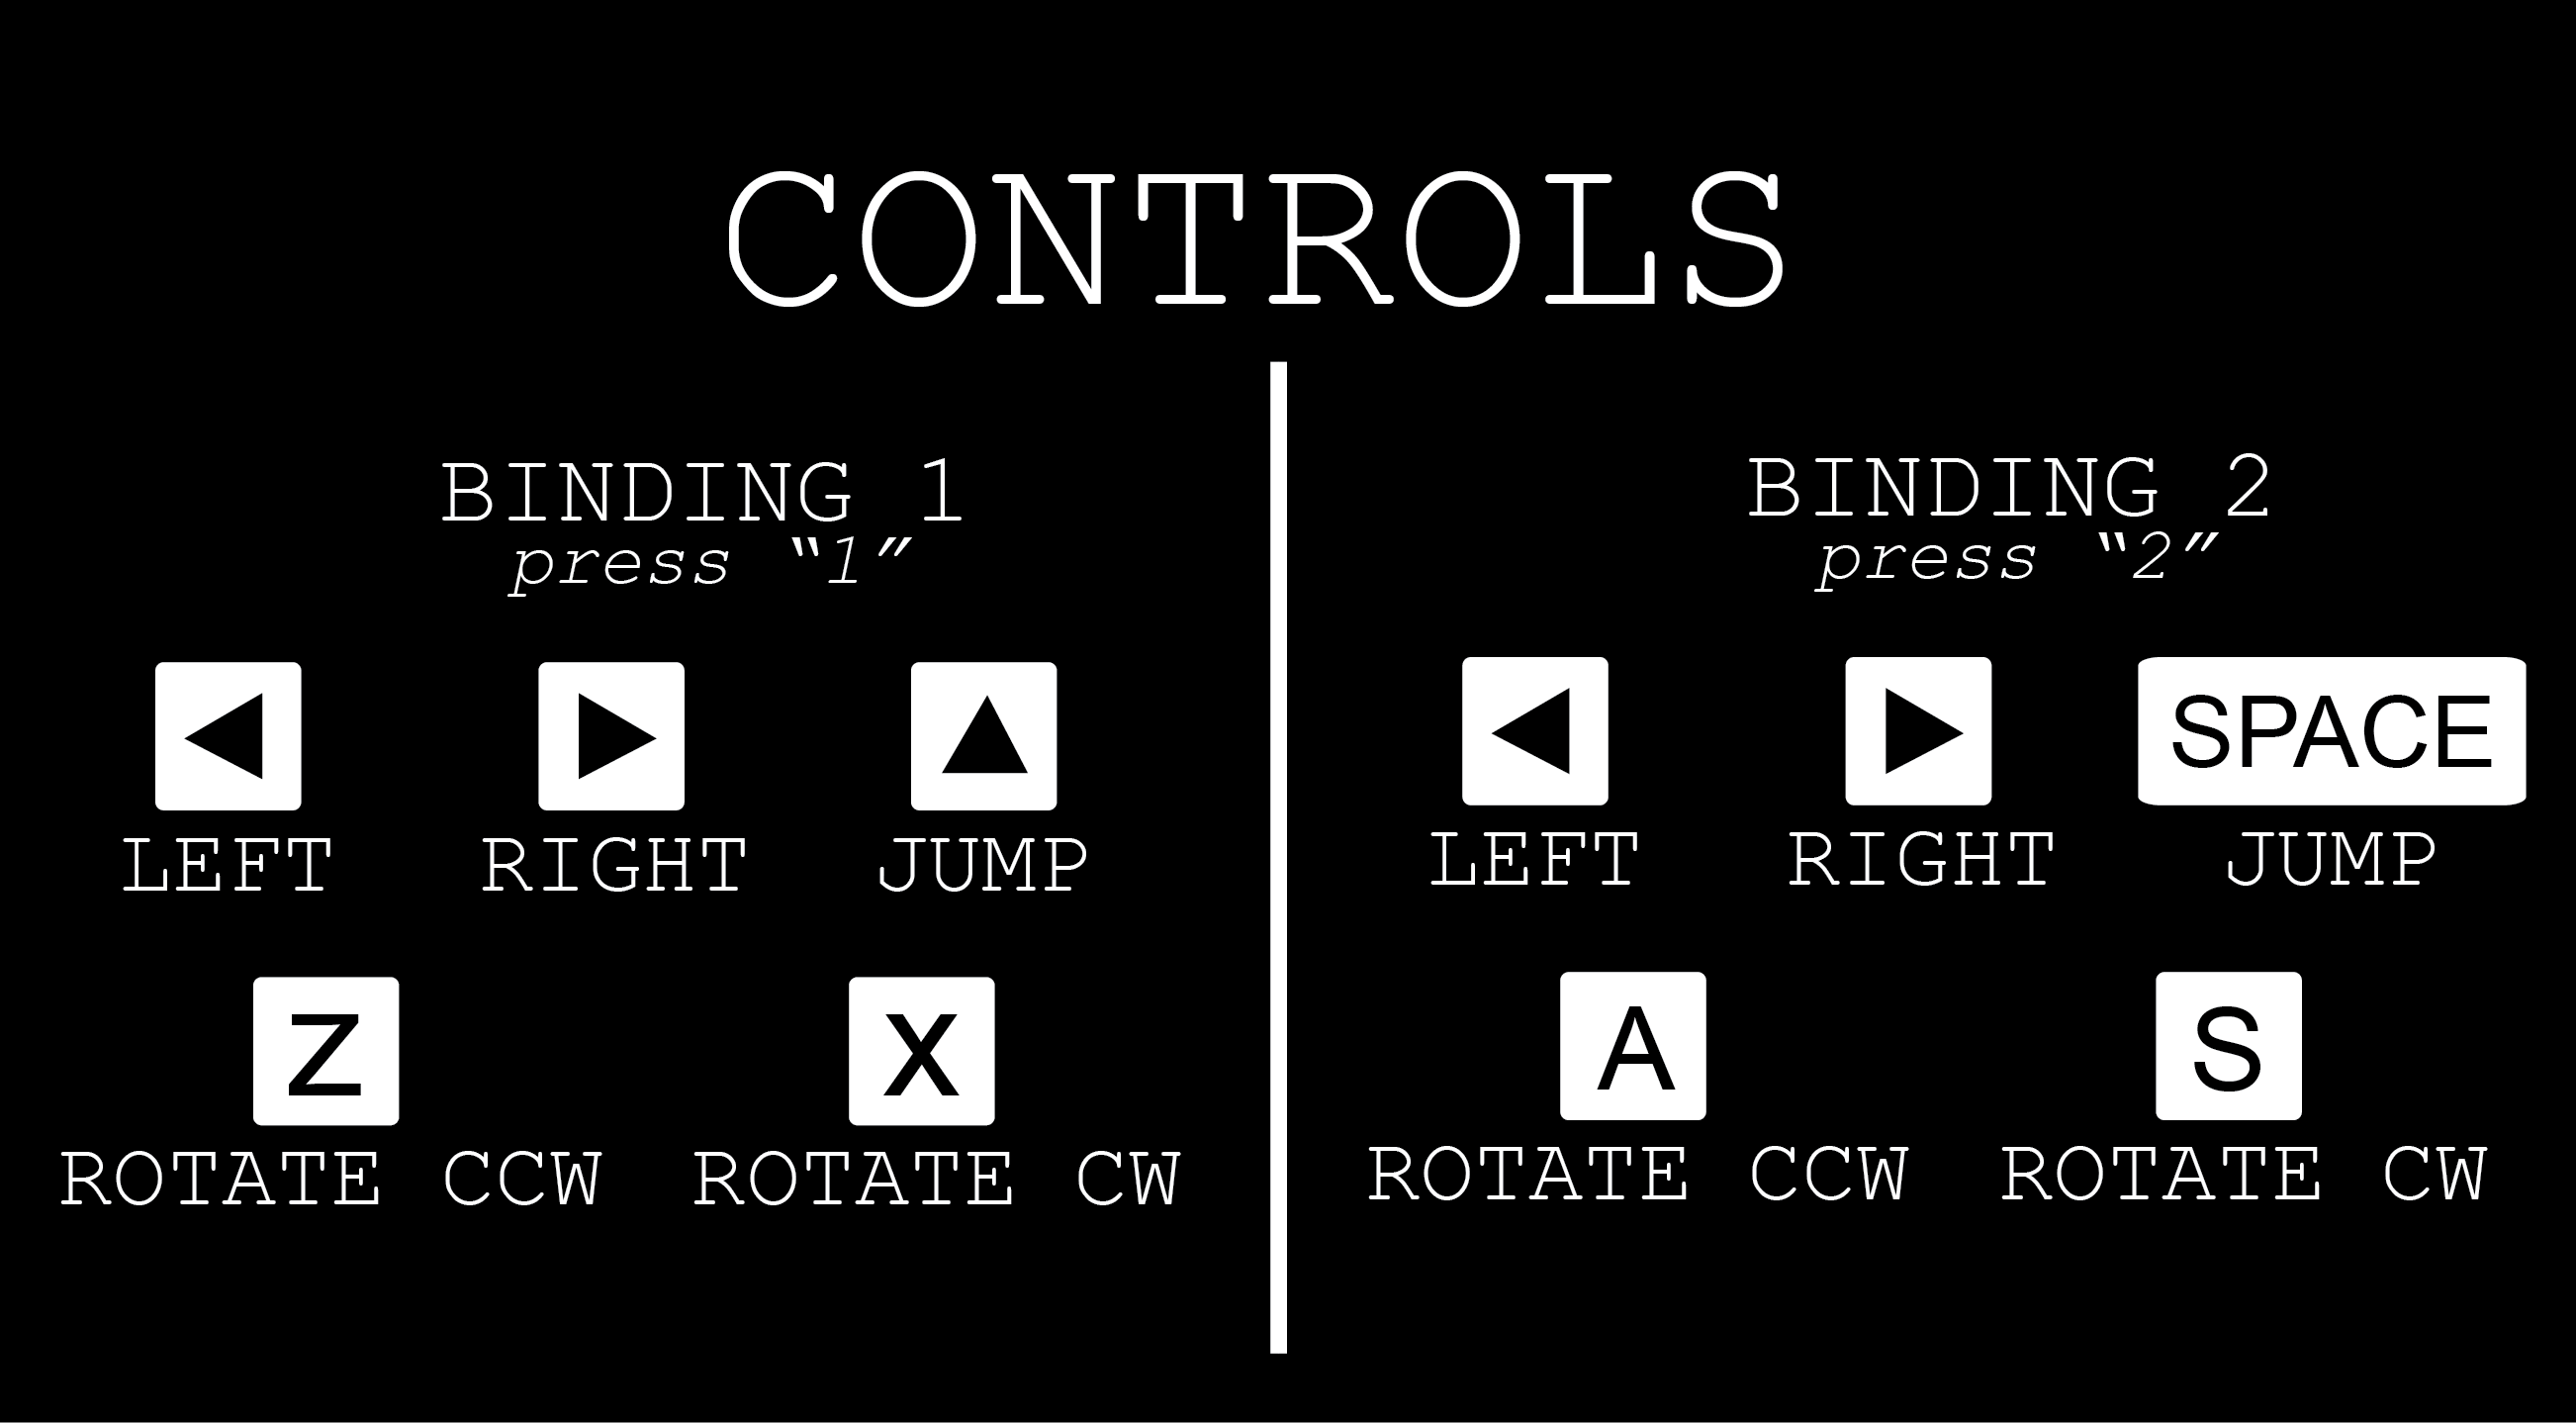 CONTROLS
BINDING 1
press “1”
LEFT
RIGHT
JUMP
Z
X
ROTATE CCW
ROTATE CW
BINDING 2
press “2”
SPACE
LEFT
RIGHT
JUMP
A
S
ROTATE CCW
ROTATE CW